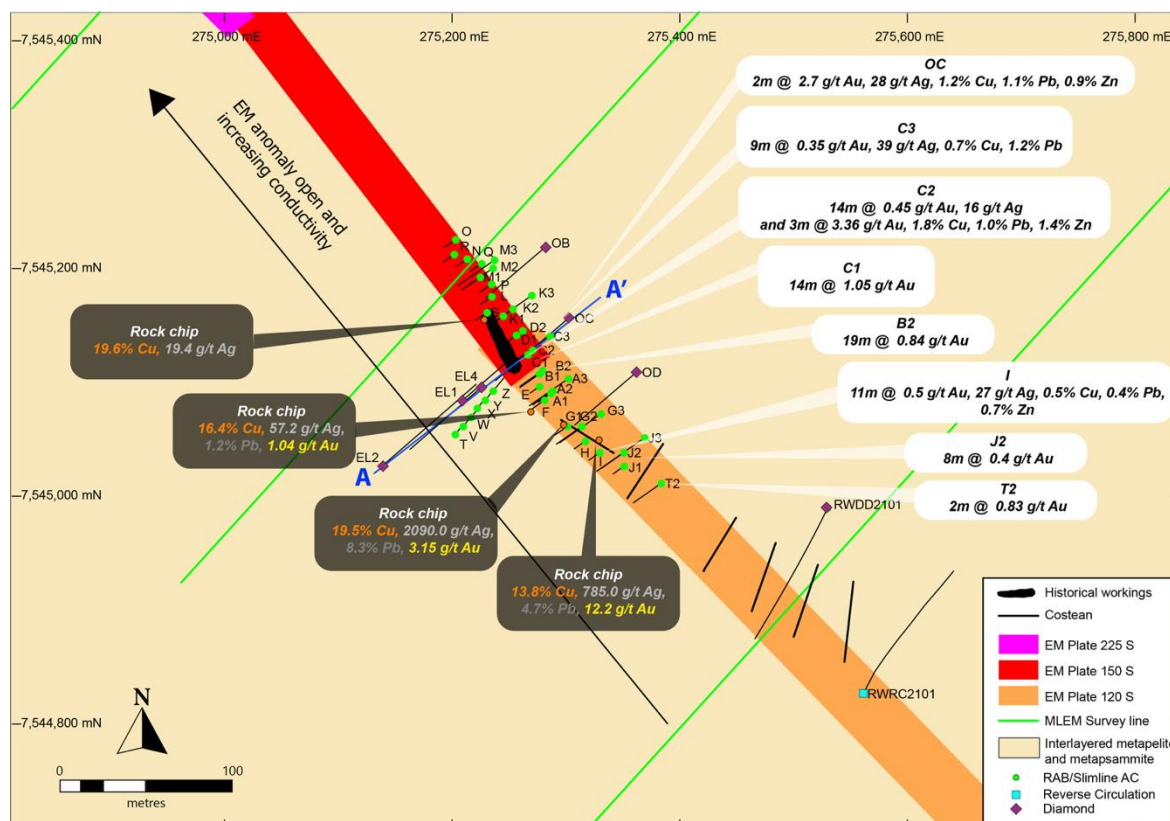 275,000 mE
275,200 mE
275,400 mE
275,600 mE
275,800 mE
-7,545,400 mN
-7,545,200 mN
-7,545,000 mN
-7,544,800 mN
EM anomaly open and
increasing conductivity
OC
2m @ 2.7 g/t Au, 28 g/t Ag, 1.2% Cu, 1.1% Pb, 0.9% Zn
C3
9m @ 0.35 g/t Au, 39 g/t Ag, 0.7% Cu, 1.2% Pb
C2
14m @ 0.45 g/t Au, 16 g/t Ag
and 3m @ 3.36 g/t Au, 1.8% Cu, 1.0% Pb, 1.4% Zn
C1
14m @ 1.05 g/t Au
B2
19m @ 0.84 g/t Au
I
11m @ 0.5 g/t Au, 27 g/t Ag, 0.5% Cu, 0.4% Pb,
0.7% Zn
J2
8m @ 0.4 g/t Au
T2
2m @ 0.83 g/t Au
Rock chip
19.6% Cu, 19.4 g/t Ag
Rock chip
16.4% Cu, 57.2 g/t Ag,
1.2% Pb, 1.04 g/t Au
Rock chip
19.5% Cu, 2090.0 g/t Ag,
8.3% Pb, 3.15 g/t Au
Rock chip
13.8% Cu, 785.0 g/t Ag,
4.7% Pb, 12.2 g/t Au
O
R
N
Q
M3
M2
M1
P
L
OB
K3
K2
K1
S
A'
OC
D2
D1
C3
C2
C1
B2
B1
A3
A2
A1
E
F
OD
EL4
EL1
Z
Y
X
W
V
T
EL2
A
G1
G2
G3
H
I
J3
J2
J1
T2
RWDD2101
RWRC2101
N
0
100
metres
Historical workings
Costean
EM Plate 225 S
EM Plate 150 S
EM Plate 120 S
MLEM Survey line
Interlayered metapelite
and metapsammite
RAB/Slimline AC
Reverse Circulation
Diamond